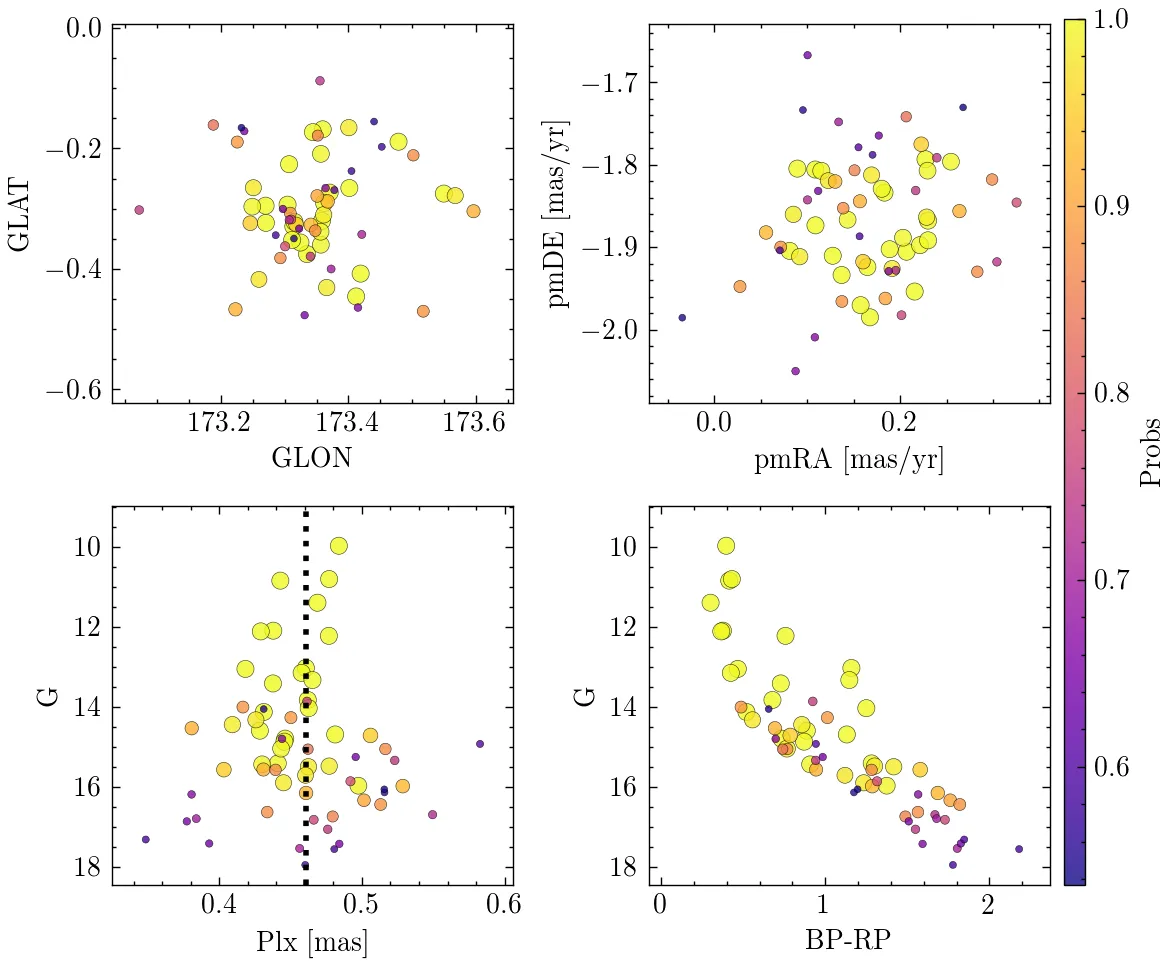 0.0
−0.2
−0.4
−0.6
GLAT
173.2 173.4 173.6
GLON
−1.7
−1.8
−1.9
−2.0
pmDE [mas/yr]
0.0 0.2
pmRA [mas/yr]
1.0
0.9
0.8
0.7
0.6
Probs
10
12
14
16
18
G
0.4 0.5 0.6
Plx [mas]
10
12
14
16
18
G
0 1 2
BP-RP